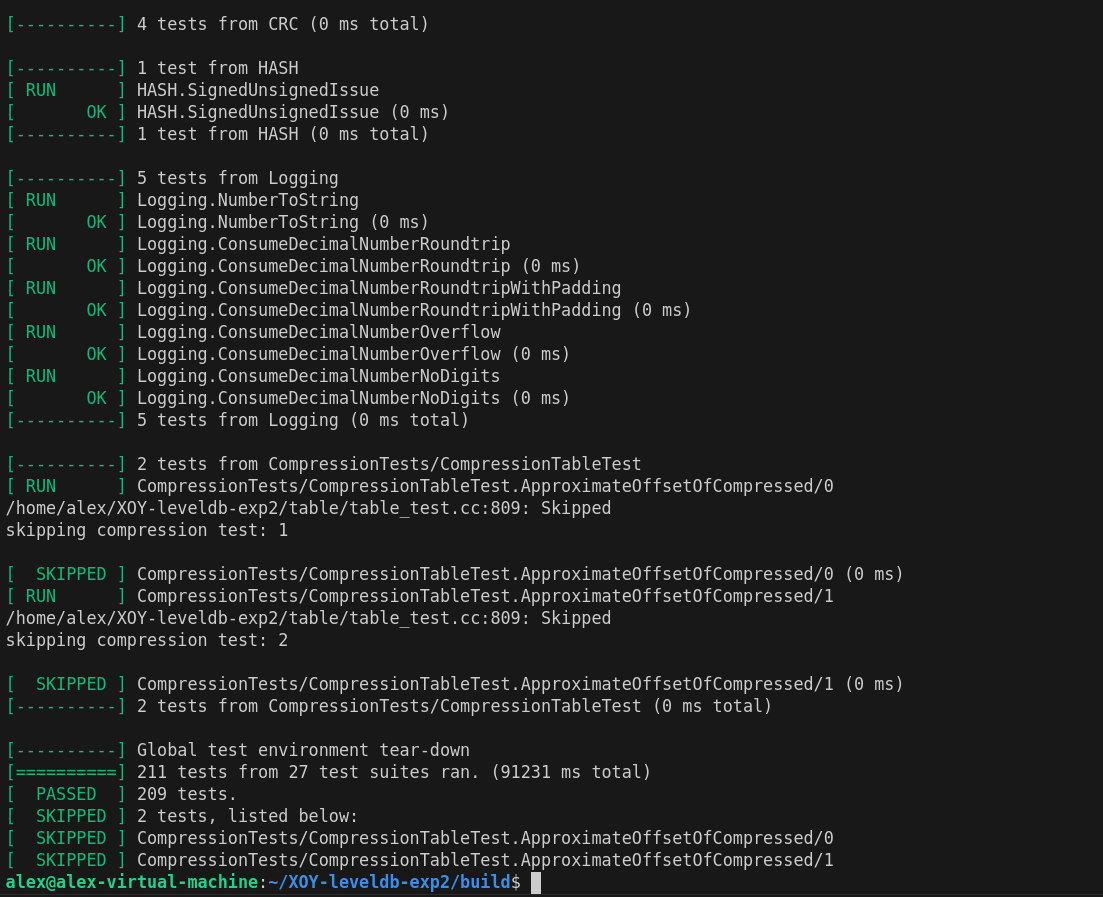 [----------] 4 tests from CRC (0 ms total)

[----------] 1 test from HASH
[ RUN      ] HASH.SignedUnsignedIssue
[       OK ] HASH.SignedUnsignedIssue (0 ms)
[----------] 1 test from HASH (0 ms total)

[----------] 5 tests from Logging
[ RUN      ] Logging.NumberToString
[       OK ] Logging.NumberToString (0 ms)
[ RUN      ] Logging.ConsumeDecimalNumberRoundtrip
[       OK ] Logging.ConsumeDecimalNumberRoundtrip (0 ms)
[ RUN      ] Logging.ConsumeDecimalNumberRoundtripWithPadding
[       OK ] Logging.ConsumeDecimalNumberRoundtripWithPadding (0 ms)
[ RUN      ] Logging.ConsumeDecimalNumberOverflow
[       OK ] Logging.ConsumeDecimalNumberOverflow (0 ms)
[ RUN      ] Logging.ConsumeDecimalNumberNoDigits
[       OK ] Logging.ConsumeDecimalNumberNoDigits (0 ms)
[----------] 5 tests from Logging (0 ms total)

[----------] 2 tests from CompressionTests/CompressionTableTest
[ RUN      ] CompressionTests/CompressionTableTest.ApproximateOffsetOfCompressed/0
/home/alex/XOY-leveldb-exp2/table/table_test.cc:809: Skipped
skipping compression test: 1

[  SKIPPED ] CompressionTests/CompressionTableTest.ApproximateOffsetOfCompressed/0 (0 ms)
[ RUN      ] CompressionTests/CompressionTableTest.ApproximateOffsetOfCompressed/1
/home/alex/XOY-leveldb-exp2/table/table_test.cc:809: Skipped
skipping compression test: 2

[  SKIPPED ] CompressionTests/CompressionTableTest.ApproximateOffsetOfCompressed/1 (0 ms)
[----------] 2 tests from CompressionTests/CompressionTableTest (0 ms total)

[----------] Global test environment tear-down
[==========] 211 tests from 27 test suites ran. (91231 ms total)
[  PASSED  ] 209 tests.
[  SKIPPED ] 2 tests, listed below:
[  SKIPPED ] CompressionTests/CompressionTableTest.ApproximateOffsetOfCompressed/0
[  SKIPPED ] CompressionTests/CompressionTableTest.ApproximateOffsetOfCompressed/1
alex@alex-virtual-machine:~/XOY-leveldb-exp2/build$